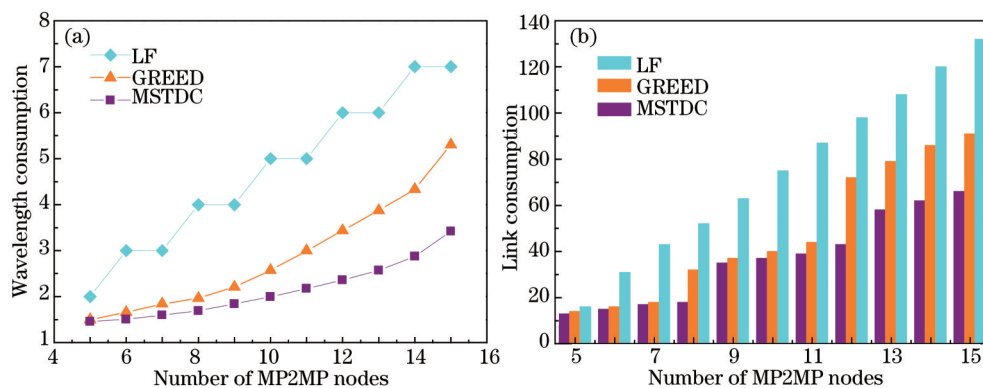 (a)
LF
GREED
MSTDC
Wavelength consumption
8
7
6
5
4
3
2
1
4 6 8 10 12 14 16
Number of MP2MP nodes
(b)
LF
GREED
MSTDC
Link consumption
140
120
100
80
60
40
20
0
5 7 9 11 13 15
Number of MP2MP nodes